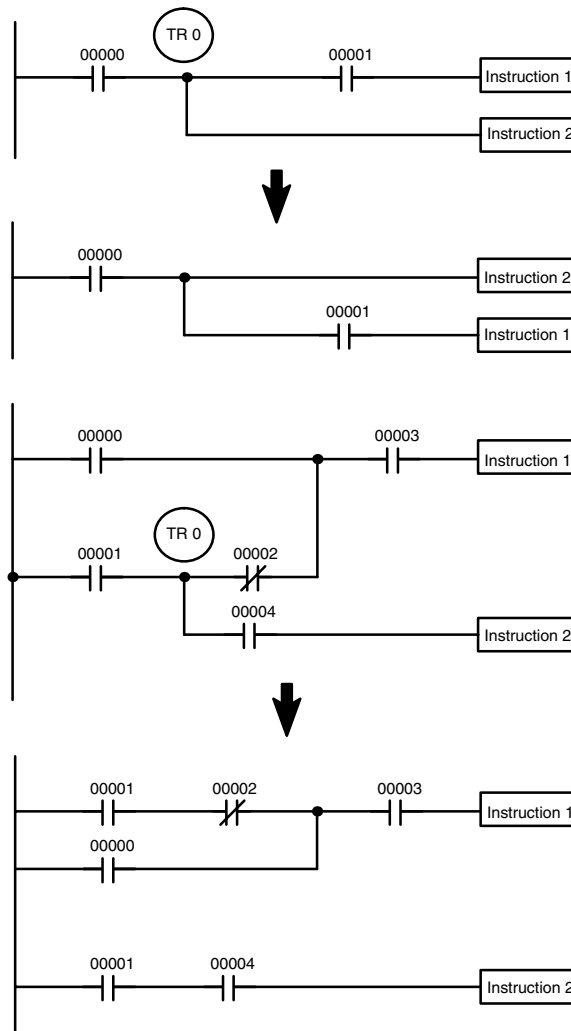 TR 0
00000 00001
Instruction 1
Instruction 2
00000
Instruction 2
00001
Instruction 1
00000 00003
Instruction 1
TR 0
00001 00002
00004
Instruction 2
00001 00002 00003
Instruction 1
00000
00001 00004
Instruction 2